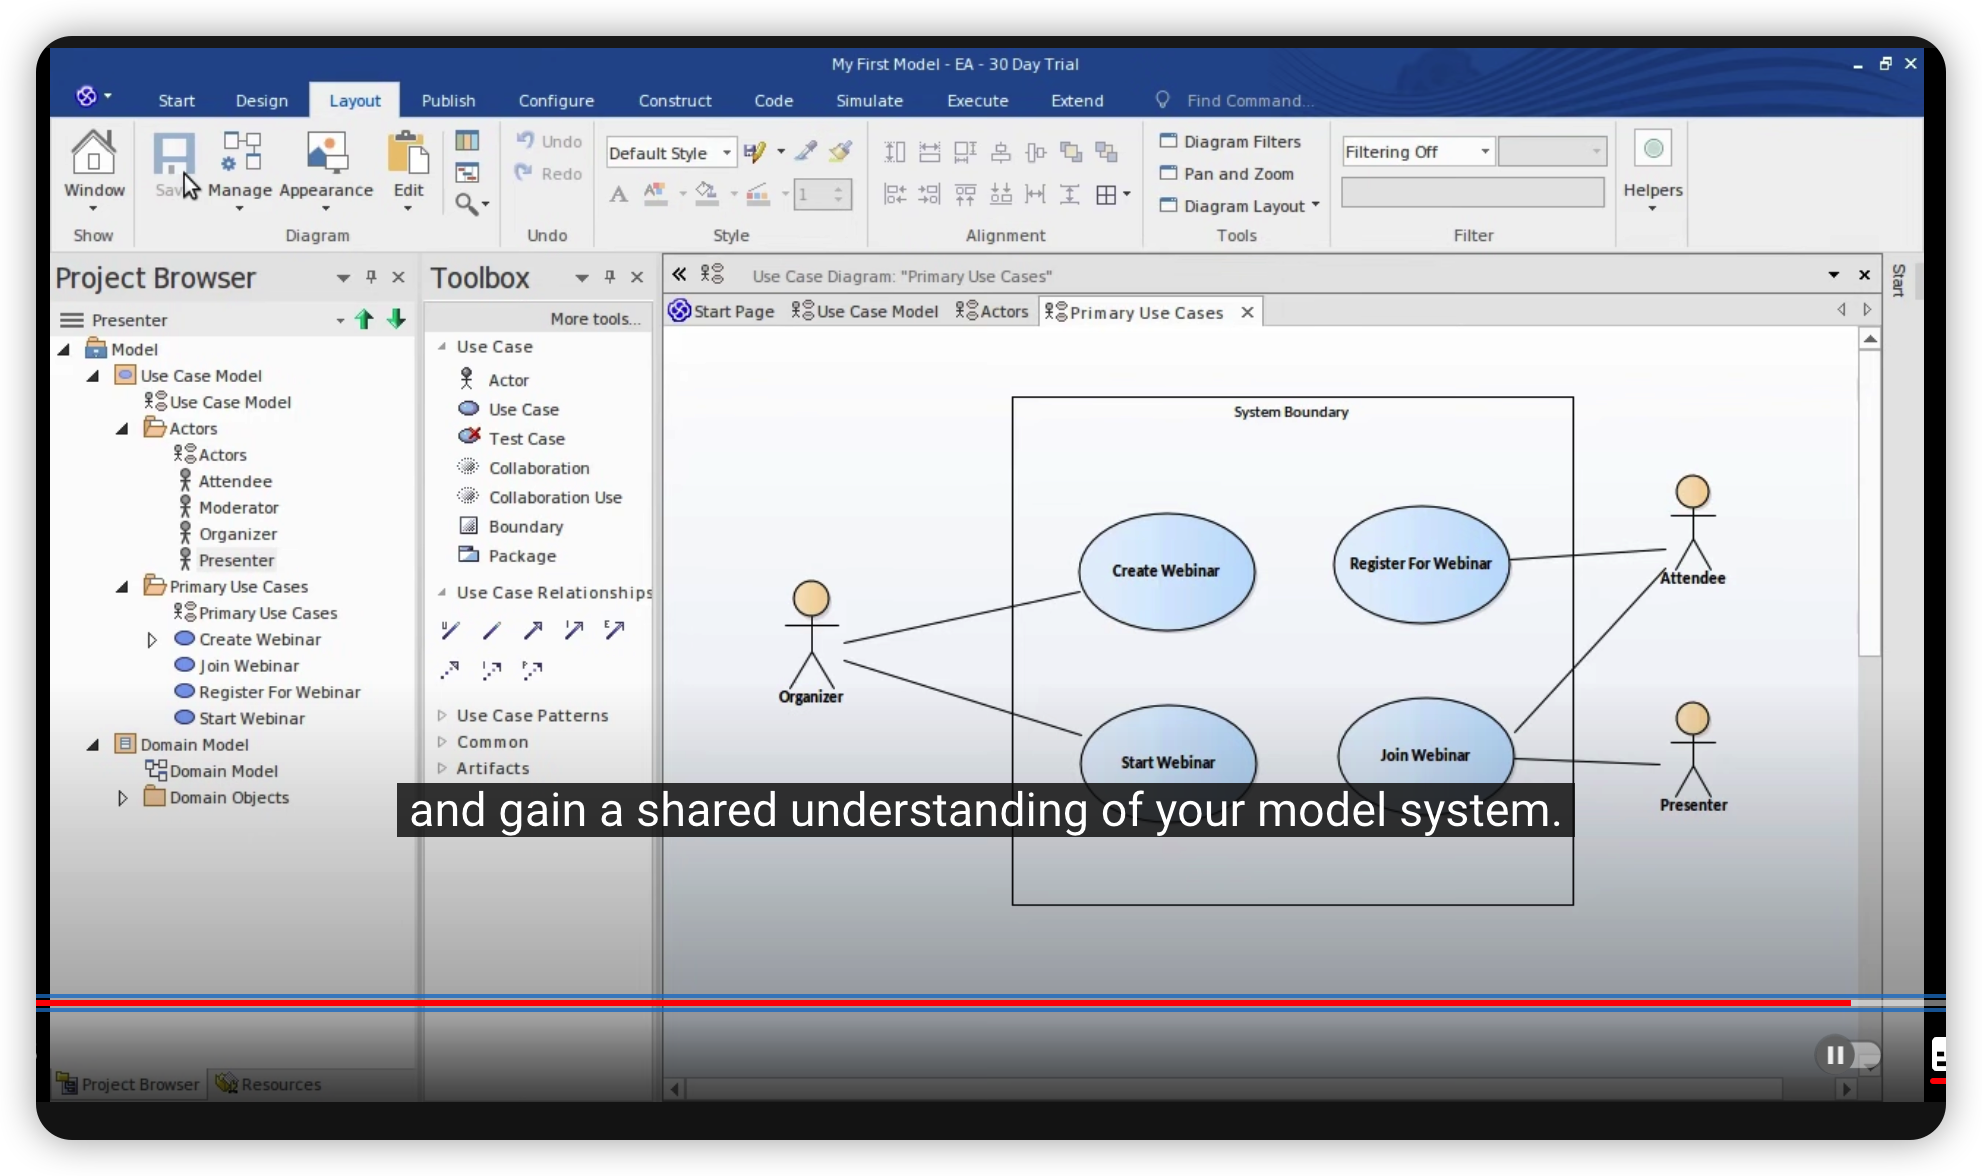 My First Model - EA - 30 Day Trial
Start Design Layout Publish Configure Construct Code Simulate Execute Extend Find Command...
Window
Save
Manage
Appearance
Edit
Undo
Redo
Default Style
1
Diagram Filters
Pan and Zoom
Diagram Layout
Filtering Off
Helpers
Show
Diagram
Undo
Style
Alignment
Tools
Filter
Project Browser
Presenter
Model
Use Case Model
Use Case Model
Actors
Actors
Attendee
Moderator
Organizer
Presenter
Primary Use Cases
Primary Use Cases
Create Webinar
Join Webinar
Register For Webinar
Start Webinar
Domain Model
Domain Model
Domain Objects
Project Browser
Resources
Toolbox
More tools...
Use Case
Actor
Use Case
Test Case
Collaboration
Collaboration Use
Boundary
Package
Use Case Relationships
Use Case Patterns
Common
Artifacts
Use Case Diagram: "Primary Use Cases"
Start Page
Use Case Model
Actors
Primary Use Cases
Start
System Boundary
Create Webinar
Register For Webinar
Attendee
Organizer
Start Webinar
Join Webinar
Presenter
and gain a shared understanding of your model system.